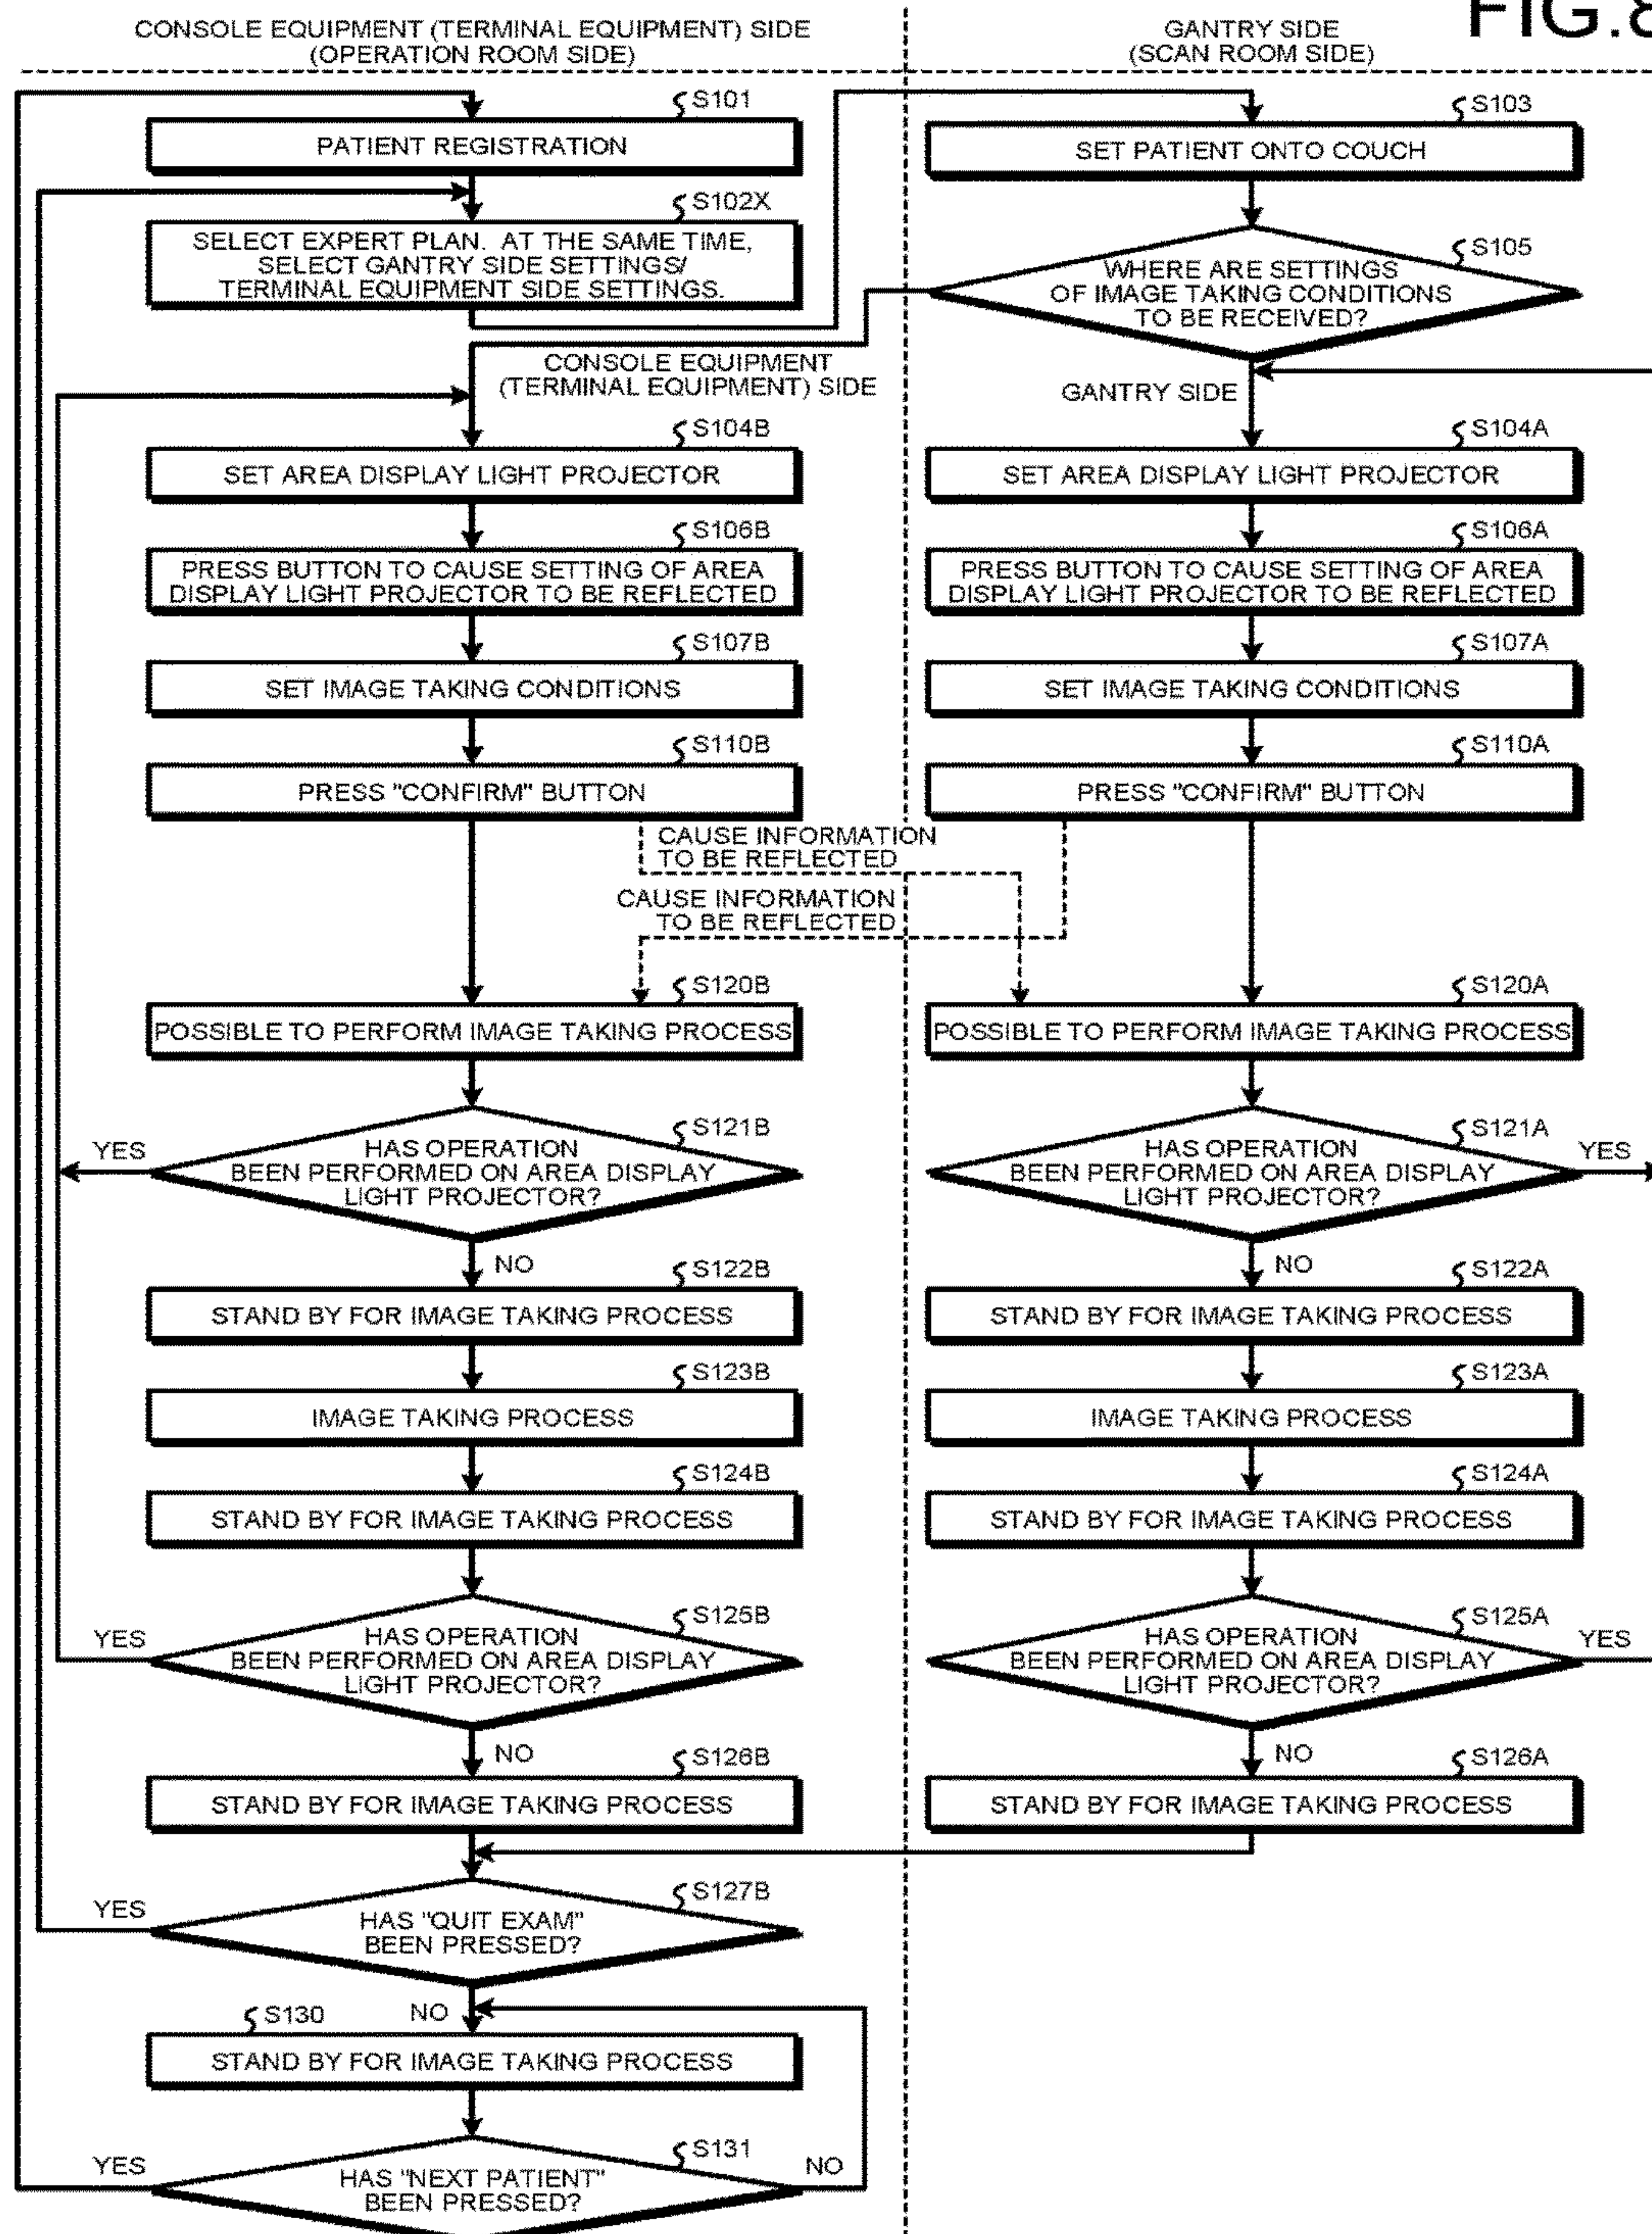 FIG.8
CONSOLE EQUIPMENT (TERMINAL EQUIPMENT) SIDE
(OPERATION ROOM SIDE)
GANTRY SIDE
(SCAN ROOM SIDE)
S101
PATIENT REGISTRATION
S103
SET PATIENT ONTO COUCH
S102X
SELECT EXPERT PLAN. AT THE SAME TIME,
SELECT GANTRY SIDE SETTINGS/
TERMINAL EQUIPMENT SIDE SETTINGS.
S105
WHERE ARE SETTINGS
OF IMAGE TAKING CONDITIONS
TO BE RECEIVED?
CONSOLE EQUIPMENT
(TERMINAL EQUIPMENT) SIDE
GANTRY SIDE
S104B
SET AREA DISPLAY LIGHT PROJECTOR
S104A
SET AREA DISPLAY LIGHT PROJECTOR
S106B
PRESS BUTTON TO CAUSE SETTING OF AREA
DISPLAY LIGHT PROJECTOR TO BE REFLECTED
S106A
PRESS BUTTON TO CAUSE SETTING OF AREA
DISPLAY LIGHT PROJECTOR TO BE REFLECTED
S107B
SET IMAGE TAKING CONDITIONS
S107A
SET IMAGE TAKING CONDITIONS
S110B
PRESS "CONFIRM" BUTTON
S110A
PRESS "CONFIRM" BUTTON
CAUSE INFORMATION
TO BE REFLECTED
CAUSE INFORMATION
TO BE REFLECTED
S120B
POSSIBLE TO PERFORM IMAGE TAKING PROCESS
S120A
POSSIBLE TO PERFORM IMAGE TAKING PROCESS
S121B
YES
HAS OPERATION
BEEN PERFORMED ON AREA DISPLAY
LIGHT PROJECTOR?
NO
S121A
YES
HAS OPERATION
BEEN PERFORMED ON AREA DISPLAY
LIGHT PROJECTOR?
NO
S122B
STAND BY FOR IMAGE TAKING PROCESS
S122A
STAND BY FOR IMAGE TAKING PROCESS
S123B
IMAGE TAKING PROCESS
S123A
IMAGE TAKING PROCESS
S124B
STAND BY FOR IMAGE TAKING PROCESS
S124A
STAND BY FOR IMAGE TAKING PROCESS
S125B
YES
HAS OPERATION
BEEN PERFORMED ON AREA DISPLAY
LIGHT PROJECTOR?
NO
S125A
YES
HAS OPERATION
BEEN PERFORMED ON AREA DISPLAY
LIGHT PROJECTOR?
NO
S126B
STAND BY FOR IMAGE TAKING PROCESS
S126A
STAND BY FOR IMAGE TAKING PROCESS
S127B
YES
HAS "QUIT EXAM"
BEEN PRESSED?
NO
S130
STAND BY FOR IMAGE TAKING PROCESS
S131
YES
NO
HAS "NEXT PATIENT"
BEEN PRESSED?